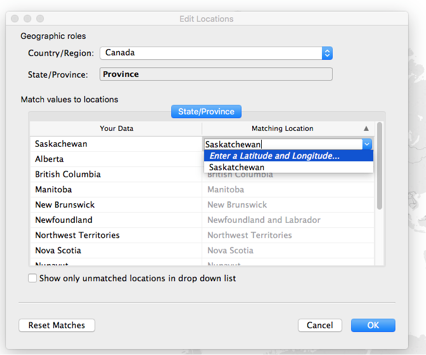 Edit Locations
Geographic roles
Country/Region: Canada
State/Province: Province
Match values to locations
State/Province
Your Data Matching Location
Saskachewan Saskatchewan
Alberta Enter a Latitude and Longitude...
Saskatchewan
British Columbia British Columbia
Manitoba Manitoba
New Brunswick New Brunswick
Newfoundland Newfoundland and Labrador
Northwest Territories Northwest Territories
Nova Scotia Nova Scotia
Nunavut Nunavut
Show only unmatched locations in drop down list
Reset Matches Cancel OK